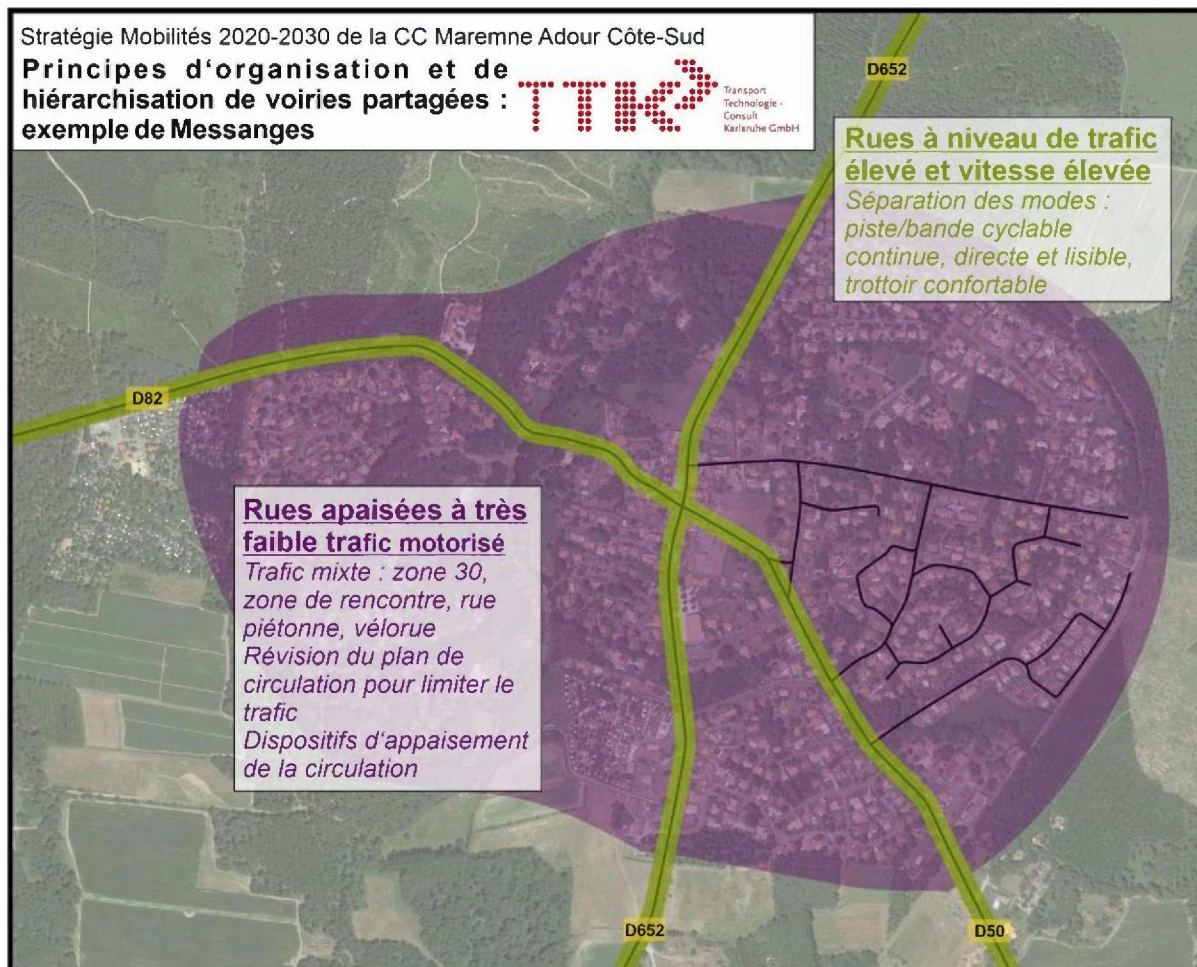 Stratégie Mobilités 2020-2030 de la CC Maremne Adour Côte-Sud
Principes d'organisation et de
hiérarchisation de voiries partagées :
exemple de Messanges
TTK
Transport
Technologie -
Consult
Karlsruhe GmbH
D652
Rues à niveau de trafic
élevé et vitesse élevée
Séparation des modes :
piste/bande cyclable
continue, directe et lisible,
trottoir confortable
D82
Rues apaisées à très
faible trafic motorisé
Trafic mixte : zone 30,
zone de rencontre, rue
piétonne, vélorue
Révision du plan de
circulation pour limiter le
trafic
Dispositifs d'appaisement
de la circulation
D652
D50